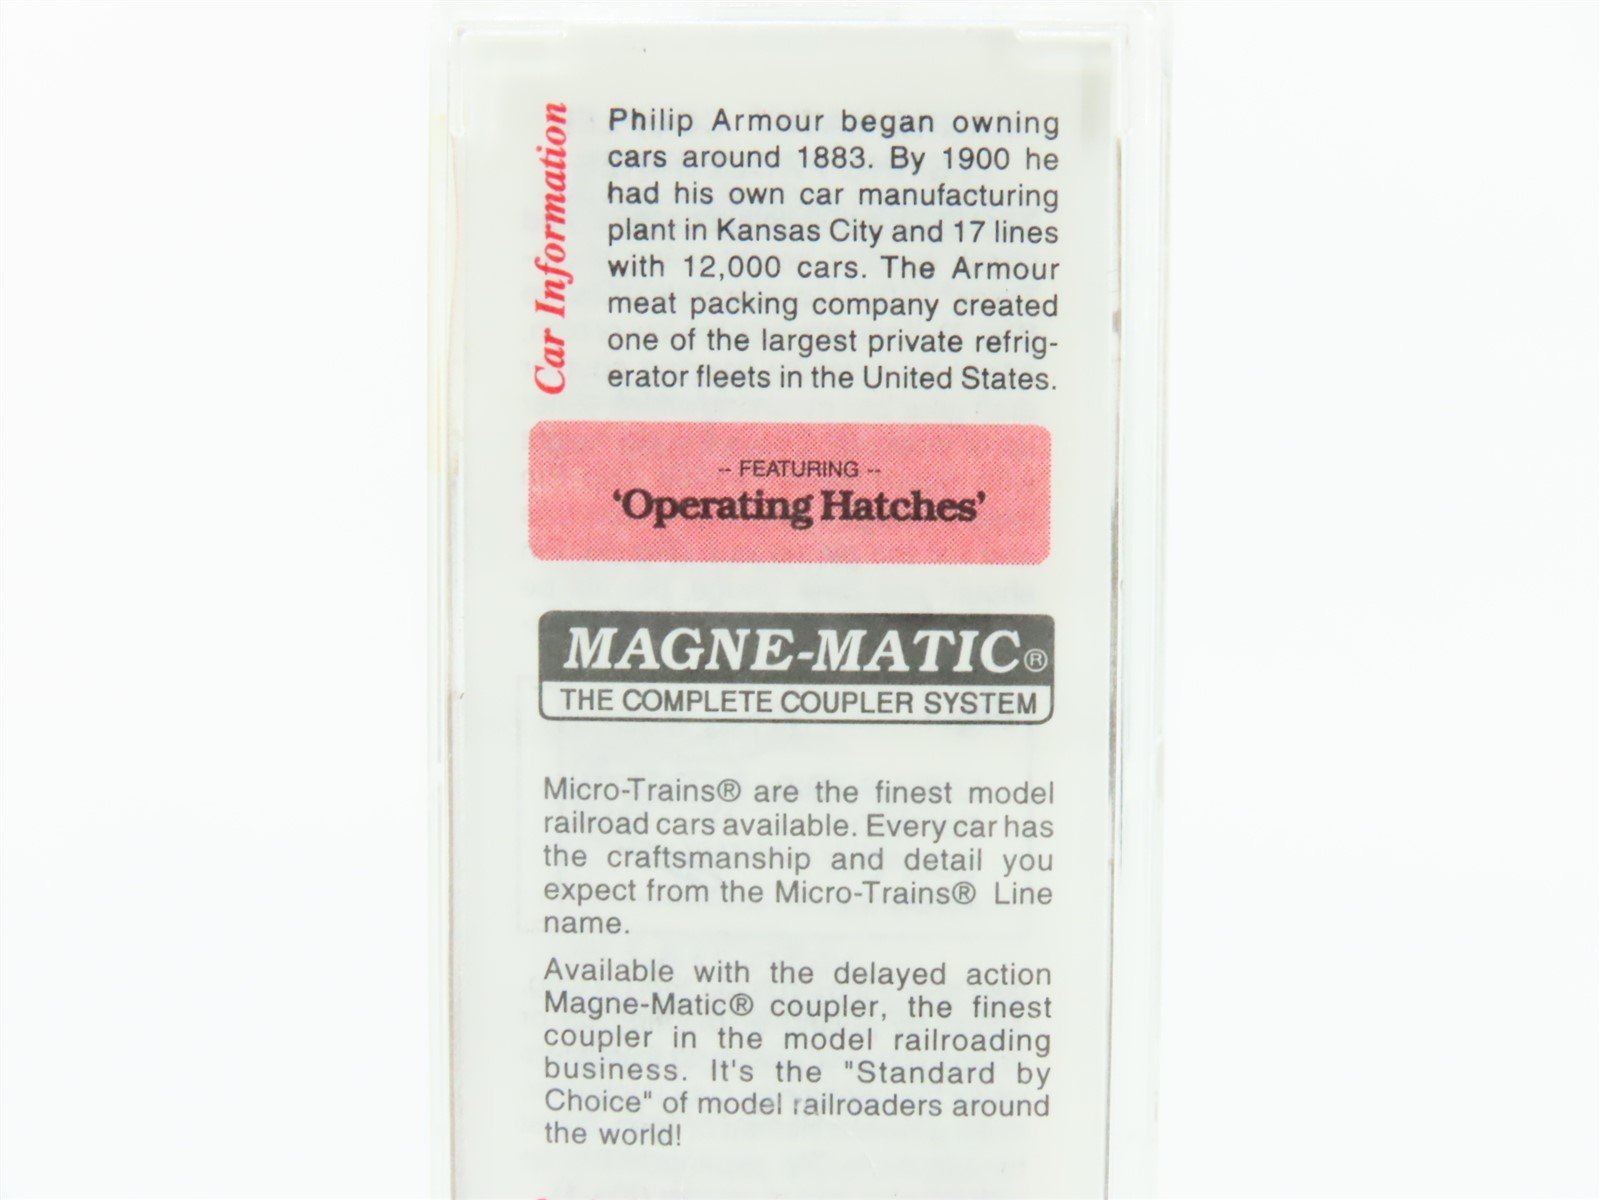 Car Information
Philip Armour began owning
cars around 1883. By 1900 he
had his own car manufacturing
plant in Kansas City and 17 lines
with 12,000 cars. The Armour
meat packing company created
one of the largest private refrig-
erator fleets in the United States.
-- FEATURING --
'Operating Hatches'
MAGNE-MATIC®
THE COMPLETE COUPLER SYSTEM
Micro-Trains® are the finest model
railroad cars available. Every car has
the craftsmanship and detail you
expect from the Micro-Trains® Line
name.
Available with the delayed action
Magne-Matic® coupler, the finest
coupler in the model railroading
business. It's the "Standard by
Choice" of model railroaders around
the world!